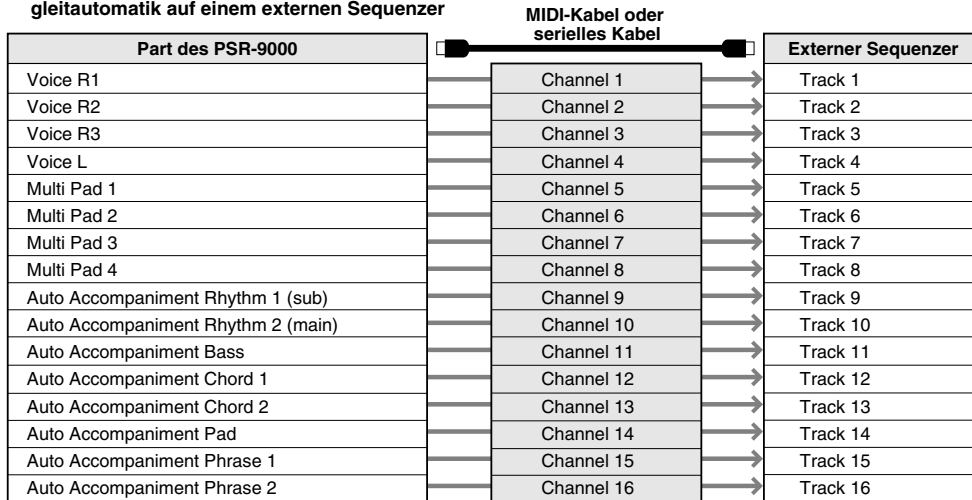 gleitautomatik auf einem externen Sequenzer
MIDI-Kabel oder
serielles Kabel
Part des PSR-9000 Externer Sequenzer
Voice R1 Channel 1 Track 1
Voice R2 Channel 2 Track 2
Voice R3 Channel 3 Track 3
Voice L Channel 4 Track 4
Multi Pad 1 Channel 5 Track 5
Multi Pad 2 Channel 6 Track 6
Multi Pad 3 Channel 7 Track 7
Multi Pad 4 Channel 8 Track 8
Auto Accompaniment Rhythm 1 (sub) Channel 9 Track 9
Auto Accompaniment Rhythm 2 (main) Channel 10 Track 10
Auto Accompaniment Bass Channel 11 Track 11
Auto Accompaniment Chord 1 Channel 12 Track 12
Auto Accompaniment Chord 2 Channel 13 Track 13
Auto Accompaniment Pad Channel 14 Track 14
Auto Accompaniment Phrase 1 Channel 15 Track 15
Auto Accompaniment Phrase 2 Channel 16 Track 16